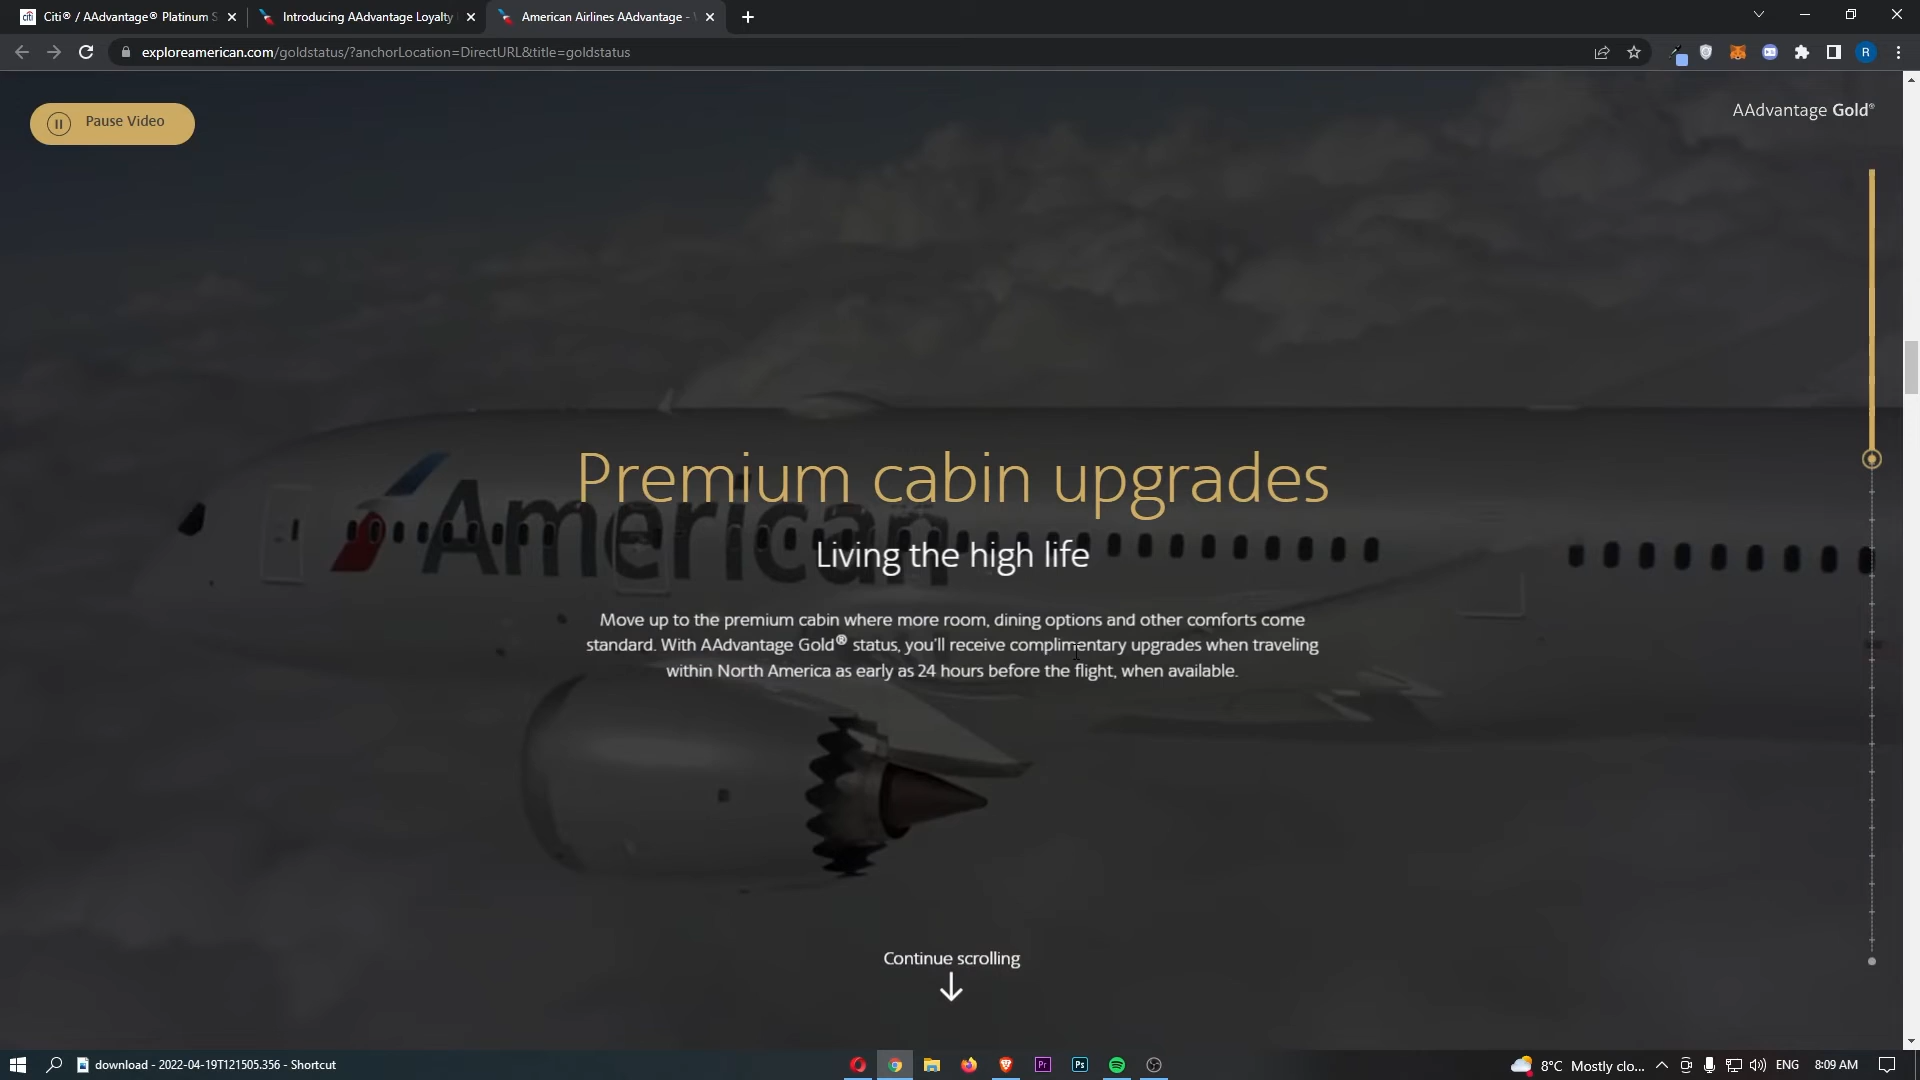 Citi® / AAdvantage® Platinum S
Introducing AAdvantage Loyalty
American Airlines AAdvantage -
exploreamerican.com/goldstatus/?anchorLocation=DirectURL&title=goldstatus
R
Pause Video
AAdvantage Gold®
American
Premium cabin upgrades
Living the high life
Move up to the premium cabin where more room, dining options and other comforts come
standard. With AAdvantage Gold® status, you'll receive complimentary upgrades when traveling
within North America as early as 24 hours before the flight, when available.
Continue scrolling
download - 2022-04-19T121505.356 - Shortcut
Pr
Ps
8°C Mostly clo...
ENG
8:09 AM